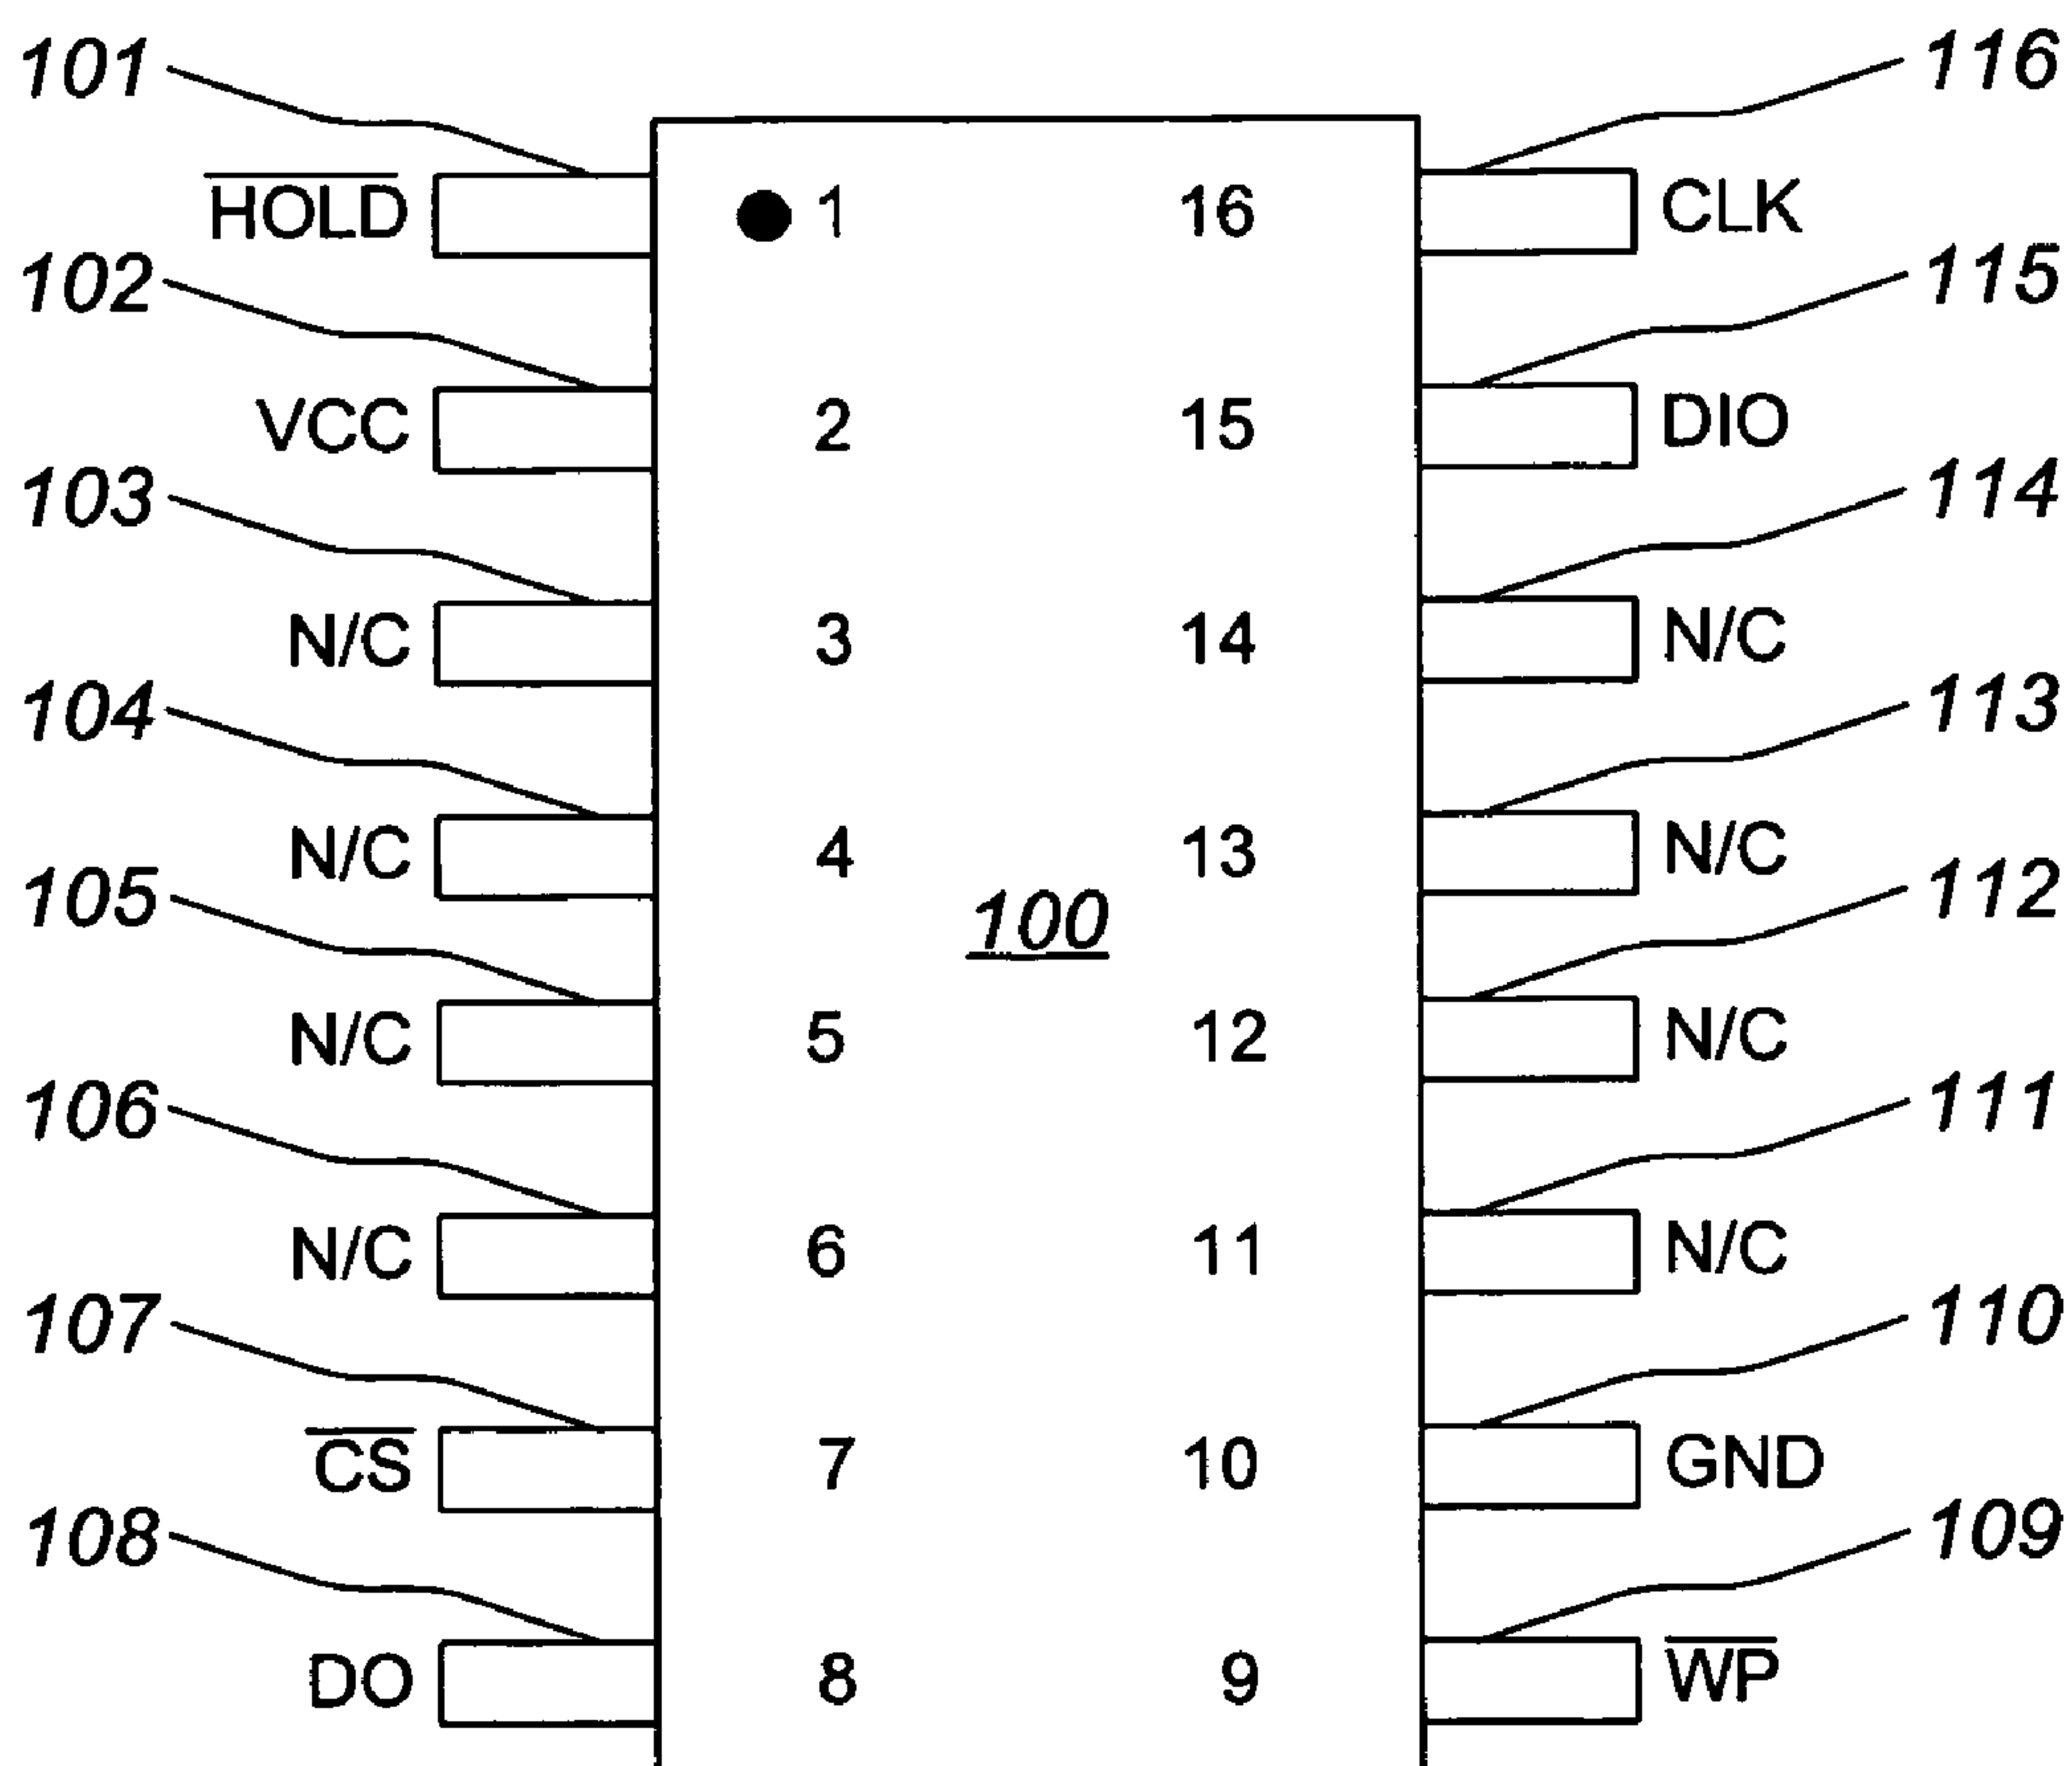 101 116
HOLD 1 16 CLK
102 115
VCC 2 15 DIO
103 114
N/C 3 14 N/C
104 113
N/C 4 13 N/C
105 112
100
N/C 5 12 N/C
106 111
N/C 6 11 N/C
107 110
CS 7 10 GND
108 109
DO 8 9 WP